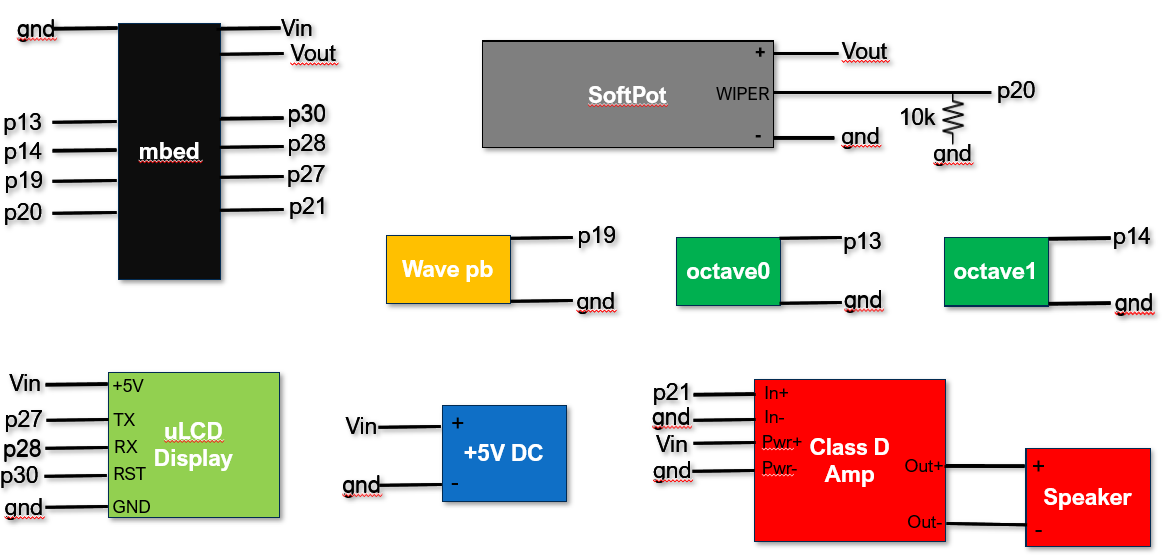 gnd
Vin
Vout
p13
p14
p19
p20
mbed
p30
p28
p27
p21
SoftPot
+
WIPER
-
Vout
p20
10k
gnd
gnd
Wave pb
p19
gnd
octave0
p13
gnd
octave1
p14
gnd
Vin
p27
p28
p30
gnd
+5V
TX
RX
RST
GND
uLCD
Display
Vin
gnd
+
-
+5V DC
p21
gnd
Vin
gnd
In+
In-
Pwr+
Pwr-
Class D
Amp
Out+
Out-
+
-
Speaker